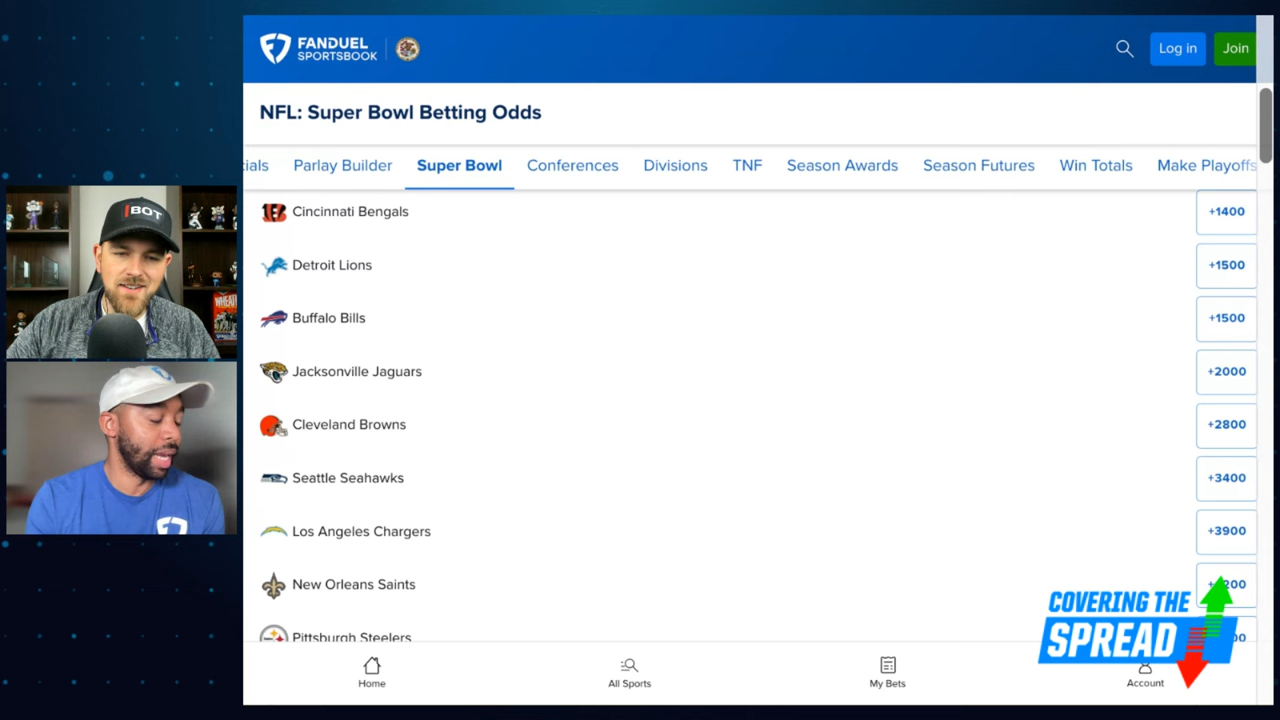 FANDUEL
SPORTSBOOK
Log in
Join
NFL: Super Bowl Betting Odds
ials
Parlay Builder
Super Bowl
Conferences
Divisions
TNF
Season Awards
Season Futures
Win Totals
Make Playoffs
Cincinnati Bengals
+1400
Detroit Lions
+1500
Buffalo Bills
+1500
Jacksonville Jaguars
+2000
Cleveland Browns
+2800
Seattle Seahawks
+3400
Los Angeles Chargers
+3900
New Orleans Saints
Pittsburgh Steelers
COVERING THE
SPREAD
Home
All Sports
My Bets
Account
BOT
WHEATI